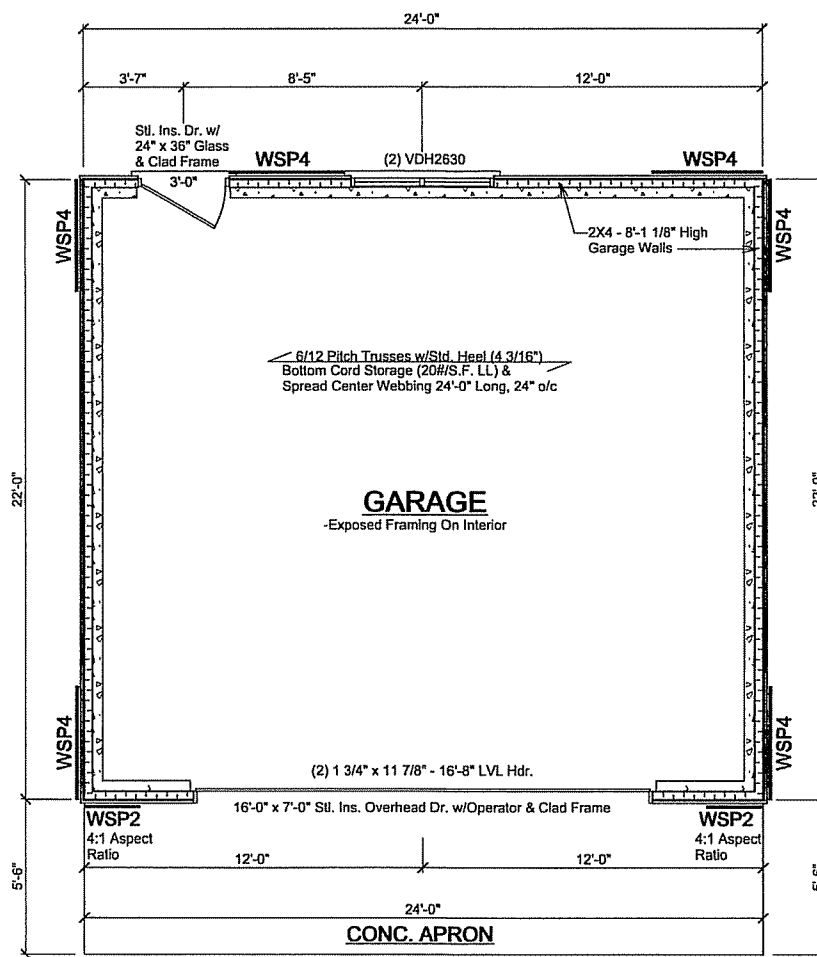 24'-0"
3'-7"
8'-5"
12'-0"
Stl. Ins. Dr. w/
24" x 36" Glass
& Clad Frame
3'-0"
WSP4
(2) VDH2630
WSP4
WSP4
WSP4
2X4 - 8'-1 1/8" High
Garage Walls
6/12 Pitch Trusses w/Std. Heel (4 3/16")
Bottom Cord Storage (20#/S.F. LL) &
Spread Center Webbing 24'-0" Long, 24" o/c
22'-0"
22'-0"
GARAGE
-Exposed Framing On Interior
WSP4
WSP4
(2) 1 3/4" x 11 7/8" - 16'-8" LVL Hdr.
16'-0" x 7'-0" Stl. Ins. Overhead Dr. w/Operator & Clad Frame
WSP2
4:1 Aspect
Ratio
WSP2
4:1 Aspect
Ratio
12'-0"
12'-0"
5'-6"
5'-6"
24'-0"
CONC. APRON